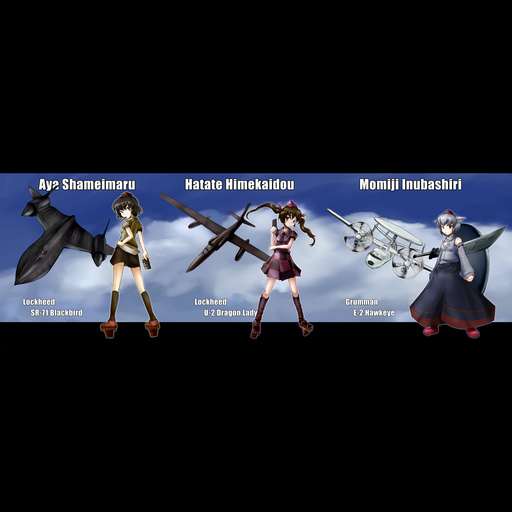 Aya Shameimaru
Hatate Himekaidou
Momiji Inubashiri
Lockheed
SR-71 Blackbird
Lockheed
U-2 Dragon Lady
Grumman
E-2 Hawkeye